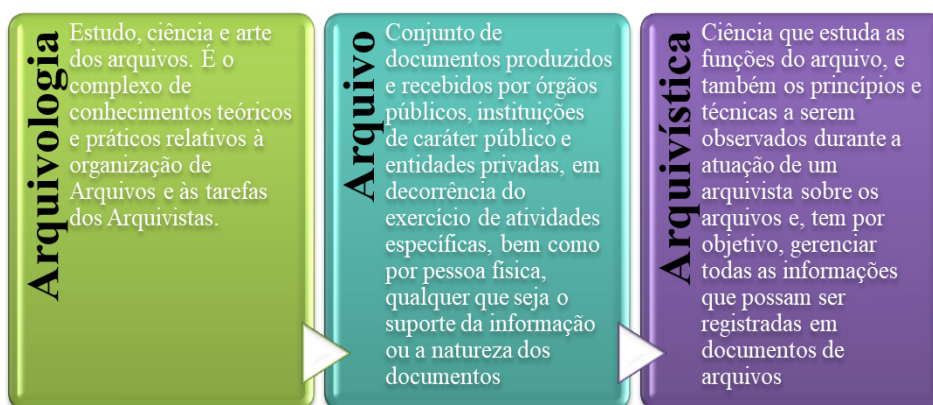 Arquivologia
Estudo, ciência e arte
dos arquivos. É o
complexo de
conhecimentos teóricos
e práticos relativos à
organização de
Arquivos e às tarefas
dos Arquivistas.
Arquivo
Conjunto de
documentos produzidos
e recebidos por órgãos
públicos, instituições
de caráter público e
entidades privadas, em
decorrência do
exercício de atividades
específicas, bem como
por pessoa física,
qualquer que seja o
suporte da informação
ou a natureza dos
documentos
Arquivística
Ciência que estuda as
funções do arquivo, e
também os princípios e
técnicas a serem
observados durante a
atuação de um
arquivista sobre os
arquivos e, tem por
objetivo, gerenciar
todas as informações
que possam ser
registradas em
documentos de
arquivos